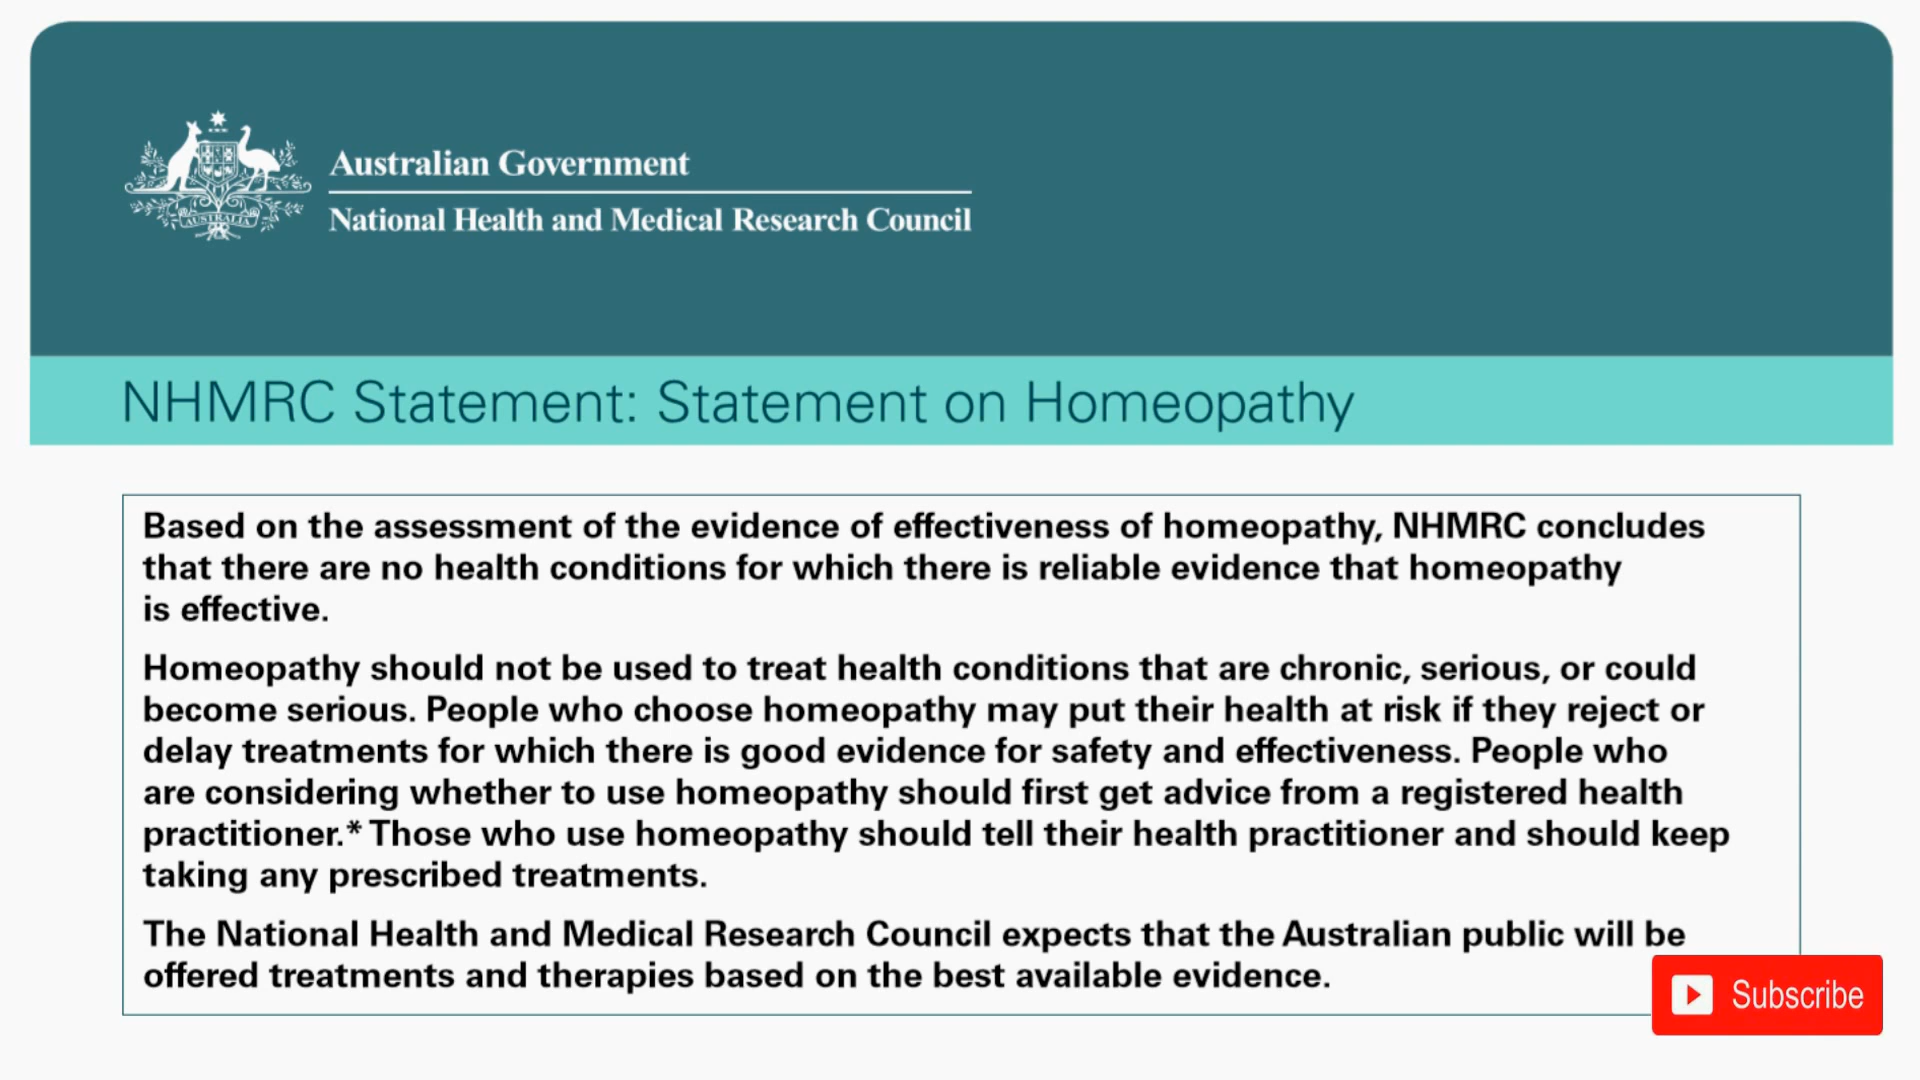 AUSTRALIA
Australian Government
National Health and Medical Research Council
NHMRC Statement: Statement on Homeopathy
Based on the assessment of the evidence of effectiveness of homeopathy, NHMRC concludes
that there are no health conditions for which there is reliable evidence that homeopathy
is effective.
Homeopathy should not be used to treat health conditions that are chronic, serious, or could
become serious. People who choose homeopathy may put their health at risk if they reject or
delay treatments for which there is good evidence for safety and effectiveness. People who
are considering whether to use homeopathy should first get advice from a registered health
practitioner.* Those who use homeopathy should tell their health practitioner and should keep
taking any prescribed treatments.
The National Health and Medical Research Council expects that the Australian public will be
offered treatments and therapies based on the best available evidence.
Subscribe